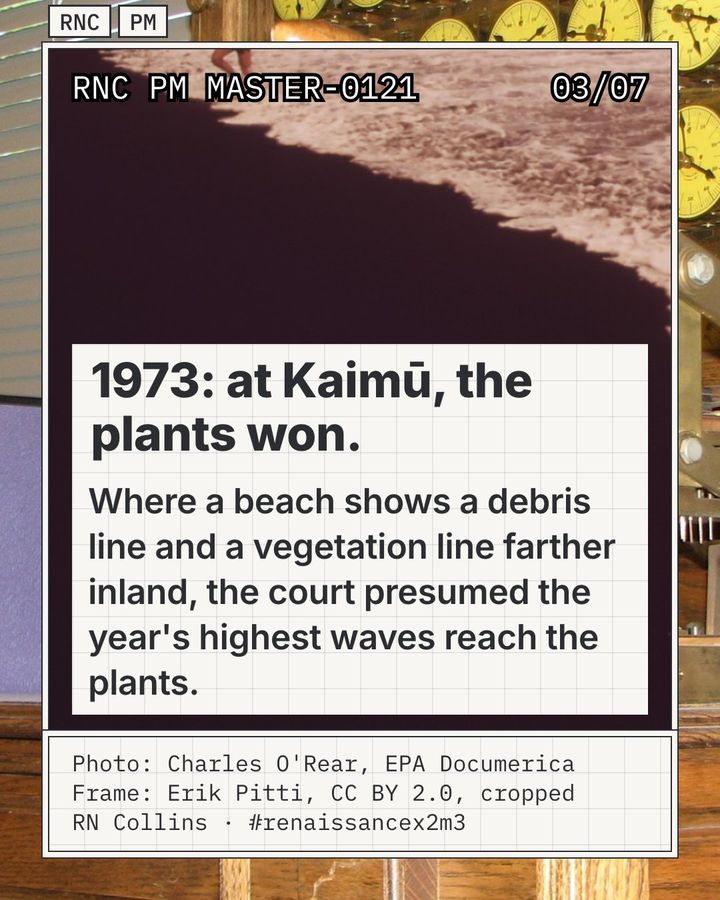 RNC PM
RNC PM MASTER-0121 03/07
1973: at Kaimū, the
plants won.
Where a beach shows a debris
line and a vegetation line farther
inland, the court presumed the
year's highest waves reach the
plants.
Photo: Charles O'Rear, EPA Documerica
Frame: Erik Pitti, CC BY 2.0, cropped
RN Collins · #renaissancex2m3